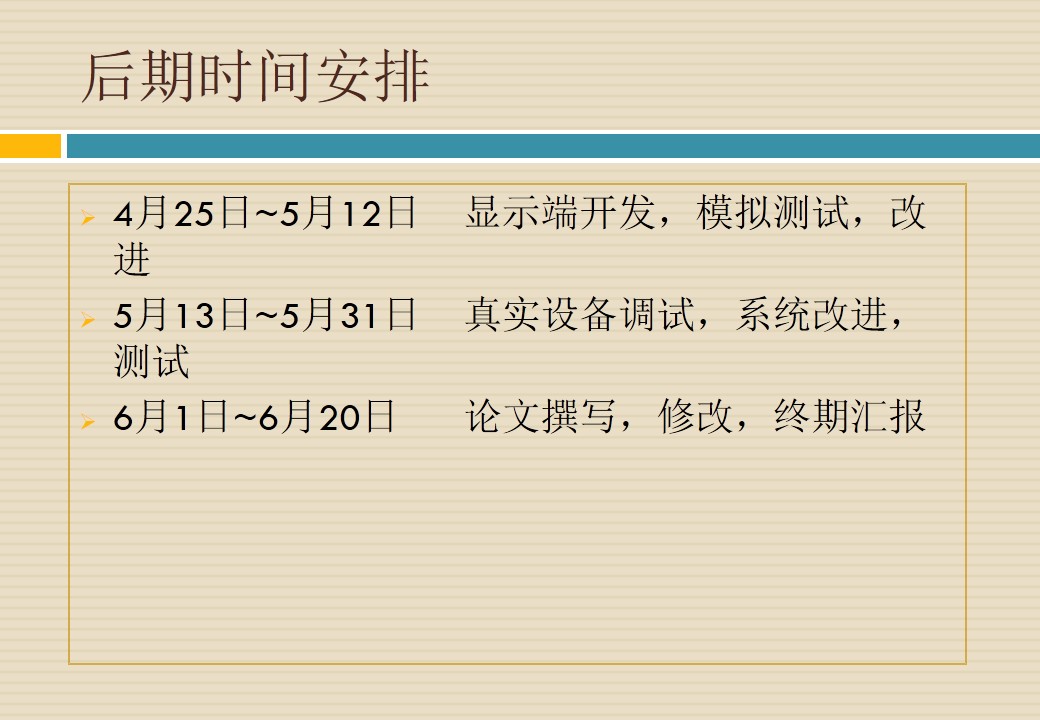 后期时间安排
4月25日~5月12日 显示端开发，模拟测试，改
进
5月13日~5月31日 真实设备调试，系统改进，
测试
6月1日~6月20日 论文撰写，修改，终期汇报